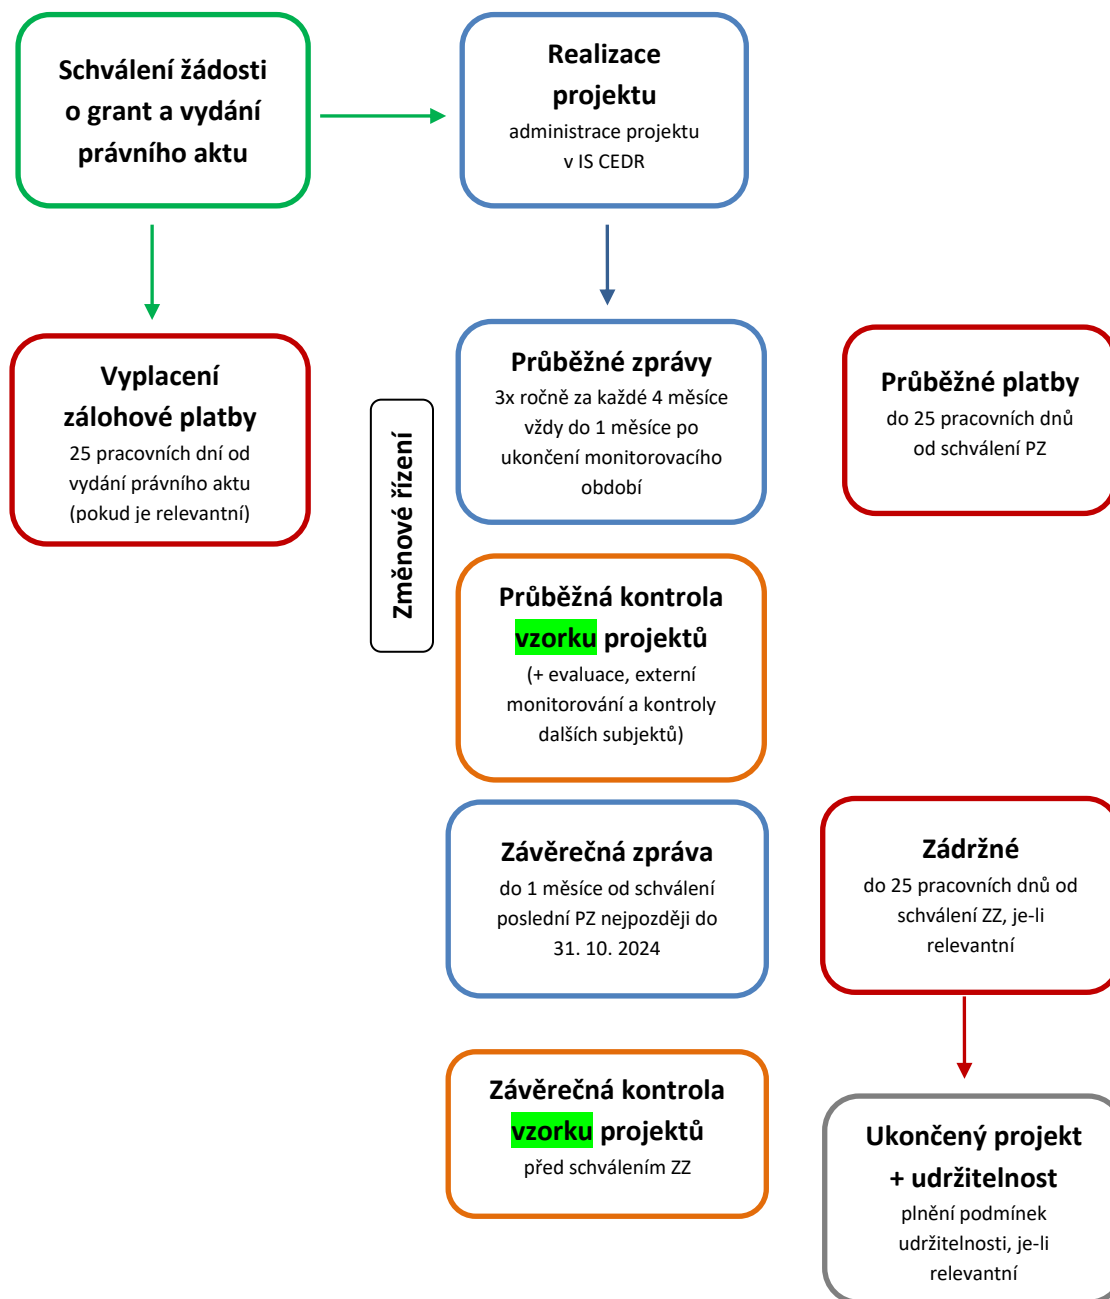 Schválení žádosti
o grant a vydání
právního aktu
Realizace
projektu
administrace projektu
v IS CEDR
Vyplacení
zálohové platby
25 pracovních dní od
vydání právního aktu
(pokud je relevantní)
Změnové řízení
Průběžné zprávy
3x ročně za každé 4 měsíce
vždy do 1 měsíce po
ukončení monitorovacího
období
Průběžné platby
do 25 pracovních dnů
od schválení PZ
Průběžná kontrola
vzorku projektů
(+ evaluace, externí
monitorování a kontroly
dalších subjektů)
Závěrečná zpráva
do 1 měsíce od schválení
poslední PZ nejpozději do
31. 10. 2024
Zádržné
do 25 pracovních dnů od
schválení ZZ, je-li
relevantní
Závěrečná kontrola
vzorku projektů
před schválením ZZ
Ukončený projekt
+ udržitelnost
plnění podmínek
udržitelnosti, je-li
relevantní